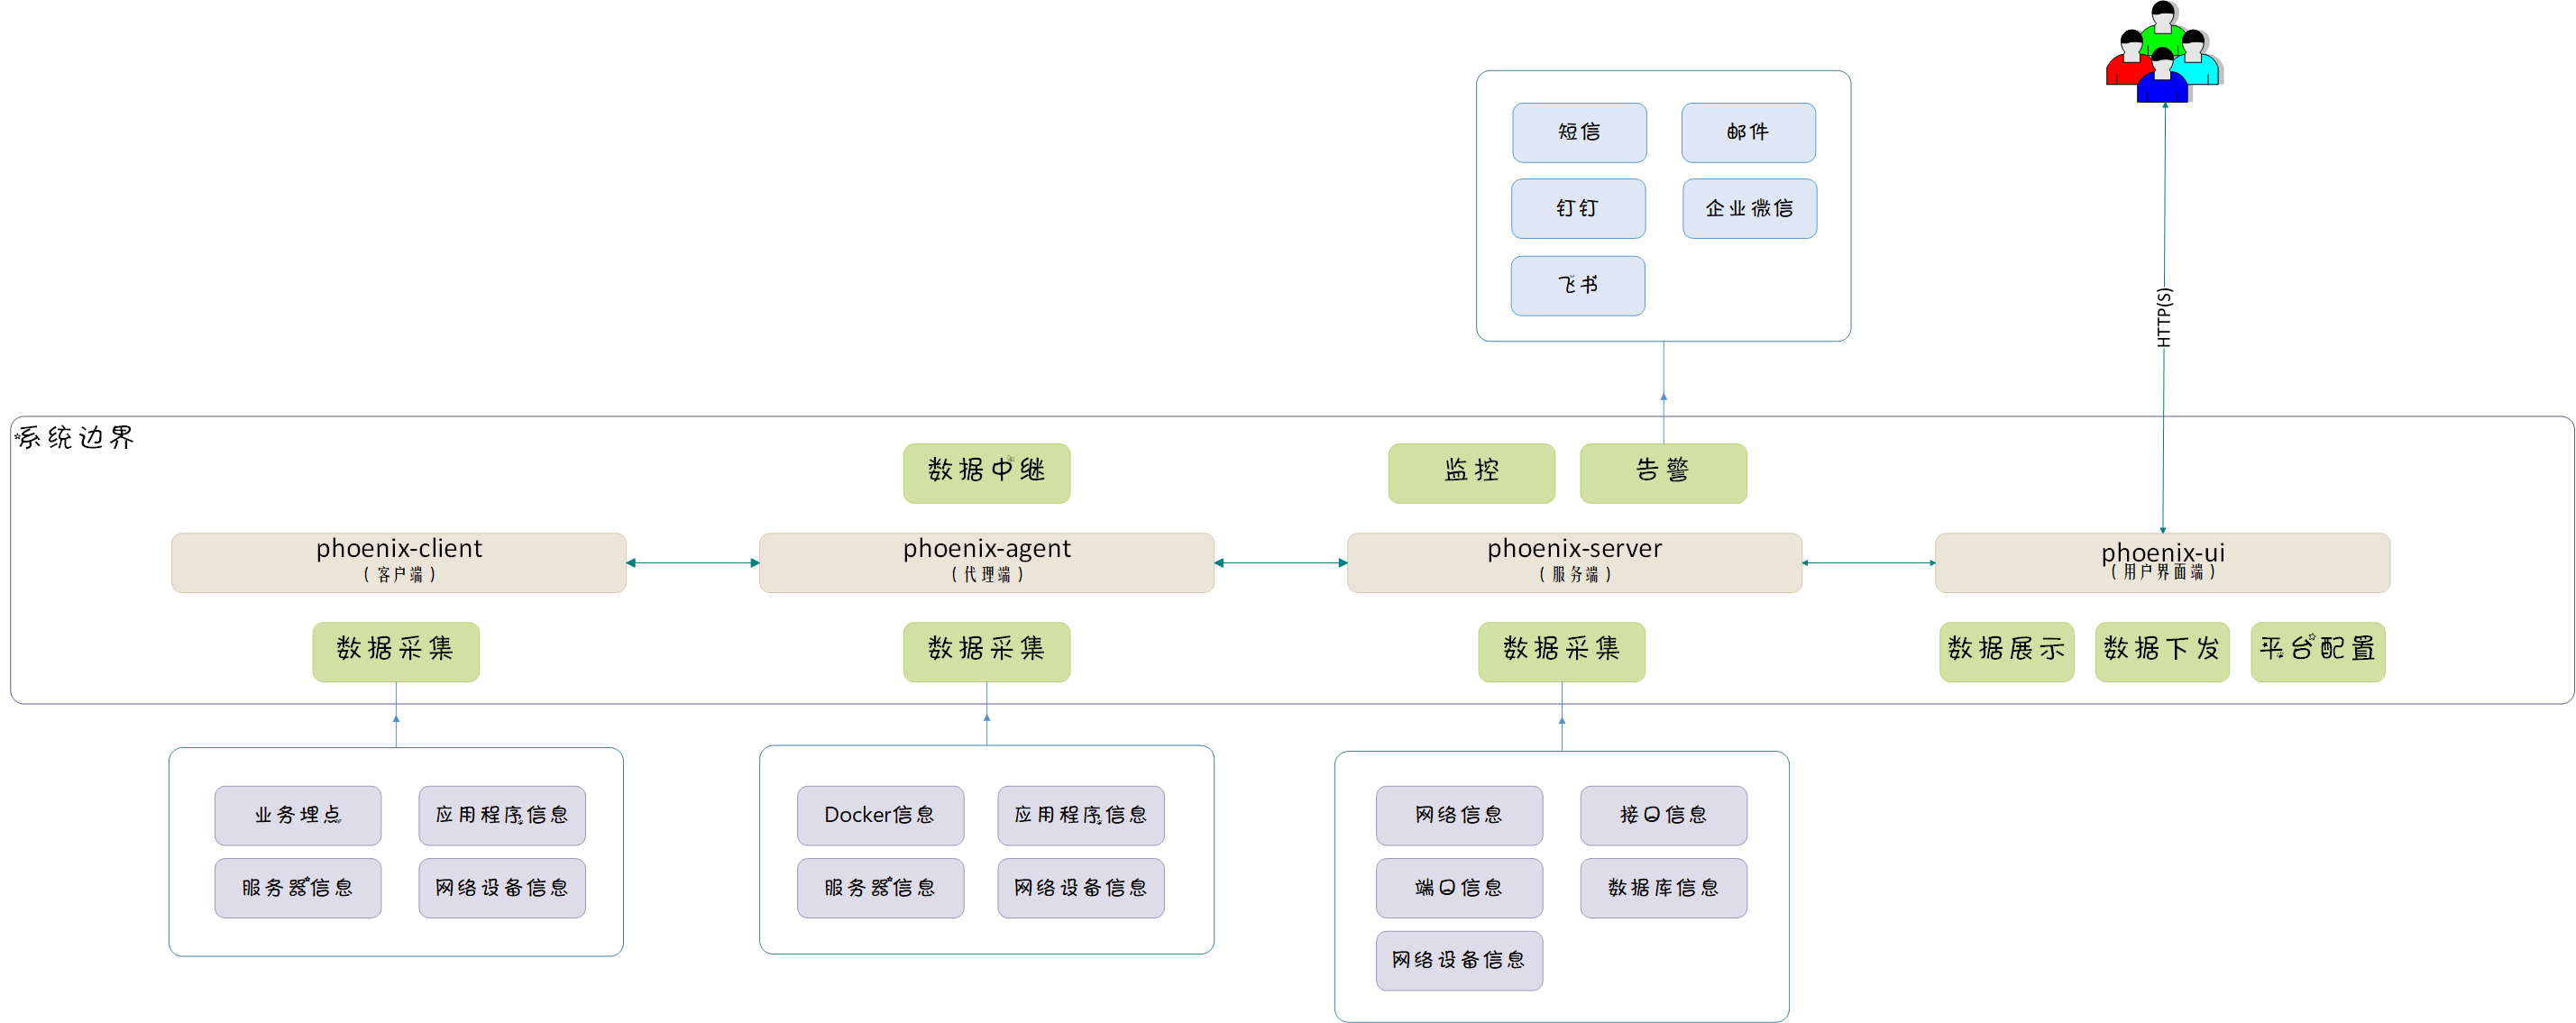 短信
邮件
钉钉
企业微信
飞书
HTTP(S)
系统边界
数据中继
监控
告警
phoenix-client
(客户端)
phoenix-agent
(代理端)
phoenix-server
(服务端)
phoenix-ui
(用户界面端)
数据采集
数据采集
数据采集
数据展示
数据下发
平台配置
业务埋点
应用程序信息
服务器信息
网络设备信息
Docker信息
应用程序信息
服务器信息
网络设备信息
网络信息
接口信息
端口信息
数据库信息
网络设备信息